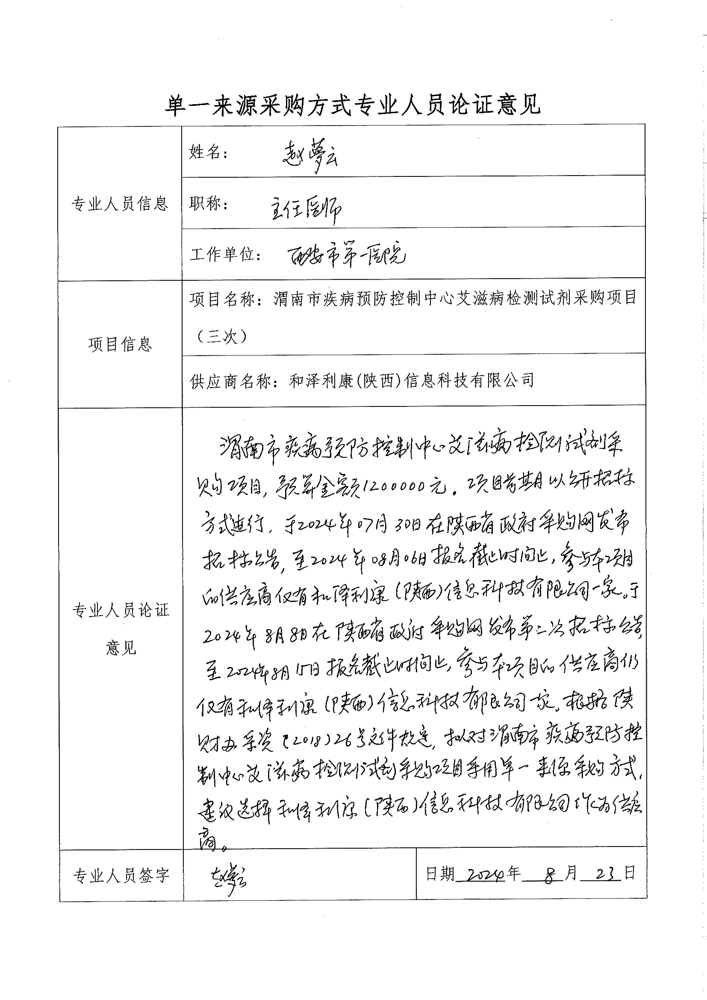 单一来源采购方式专业人员论证意见
专业人员信息
姓名： 赵梦云
职称： 主任医师
工作单位： 西安市第一医院
项目信息
项目名称：渭南市疾病预防控制中心艾滋病检测试剂采购项目
（三次）
供应商名称：和泽利康(陕西)信息科技有限公司
专业人员论证
意见
渭南市疾病预防控制中心艾滋病检测试剂采
购项目，预算金额1200000元。项目前期以公开招标
方式进行，于2024年07月30日在陕西省政府采购网发布
招标公告，至2024年08月06日报名截止时间止，参与本项目
的供应商仅有和泽利康（陕西）信息科技有限公司一家。于
2024年8月8日在陕西省政府采购网发布第二次招标公告，
至2024年8月15日报名截止时间止，参与本项目的供应商仍
仅有和泽利康（陕西）信息科技有限公司一家。根据陕
财办采资〔2018〕26号文件规定，拟对渭南市疾病预防控
制中心艾滋病检测试剂采购项目采用单一来源采购方式，
建议选择和泽利康（陕西）信息科技有限公司作为供应
商。
专业人员签字
赵梦云
日期 2024年 8 月 23 日